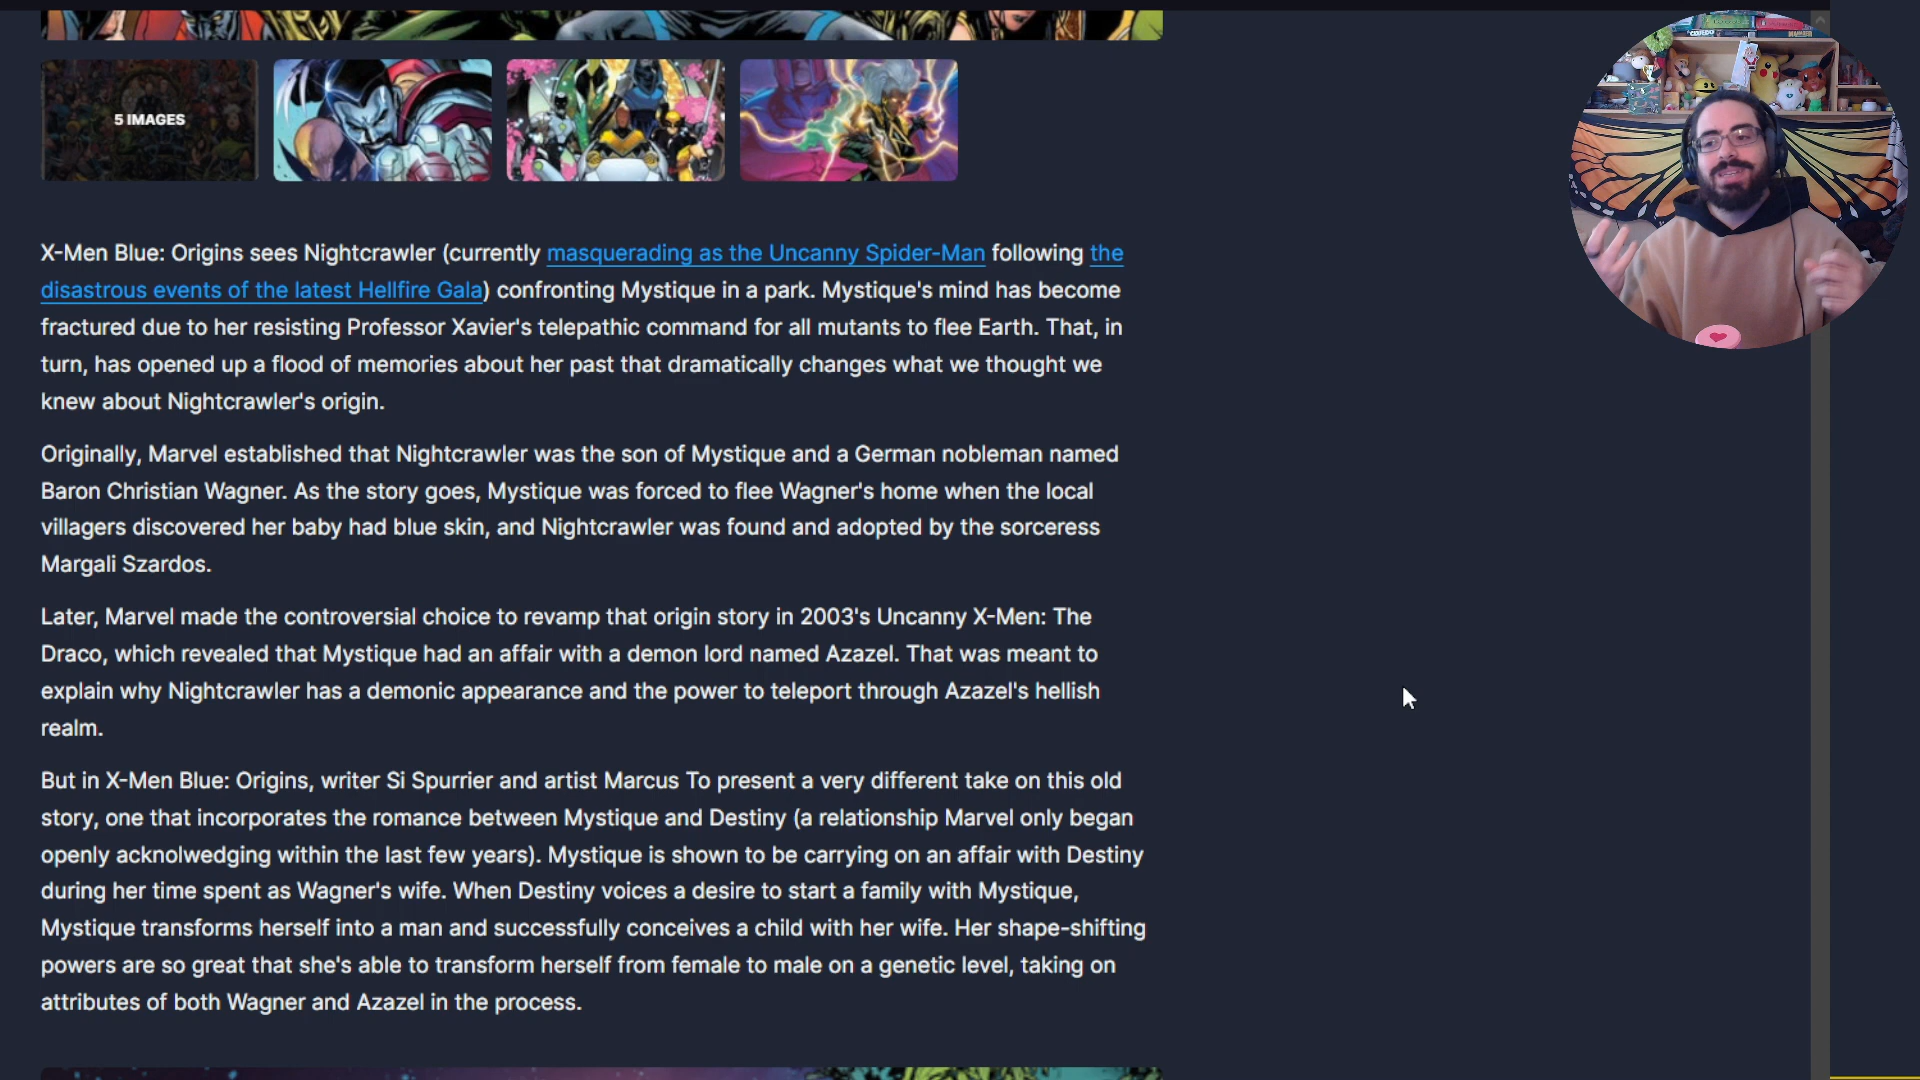 5 IMAGES
X-Men Blue: Origins sees Nightcrawler (currently masquerading as the Uncanny Spider-Man following the
disastrous events of the latest Hellfire Gala) confronting Mystique in a park. Mystique's mind has become
fractured due to her resisting Professor Xavier's telepathic command for all mutants to flee Earth. That, in
turn, has opened up a flood of memories about her past that dramatically changes what we thought we
knew about Nightcrawler's origin.
Originally, Marvel established that Nightcrawler was the son of Mystique and a German nobleman named
Baron Christian Wagner. As the story goes, Mystique was forced to flee Wagner's home when the local
villagers discovered her baby had blue skin, and Nightcrawler was found and adopted by the sorceress
Margali Szardos.
Later, Marvel made the controversial choice to revamp that origin story in 2003's Uncanny X-Men: The
Draco, which revealed that Mystique had an affair with a demon lord named Azazel. That was meant to
explain why Nightcrawler has a demonic appearance and the power to teleport through Azazel's hellish
realm.
But in X-Men Blue: Origins, writer Si Spurrier and artist Marcus To present a very different take on this old
story, one that incorporates the romance between Mystique and Destiny (a relationship Marvel only began
openly acknolwedging within the last few years). Mystique is shown to be carrying on an affair with Destiny
during her time spent as Wagner's wife. When Destiny voices a desire to start a family with Mystique,
Mystique transforms herself into a man and successfully conceives a child with her wife. Her shape-shifting
powers are so great that she's able to transform herself from female to male on a genetic level, taking on
attributes of both Wagner and Azazel in the process.